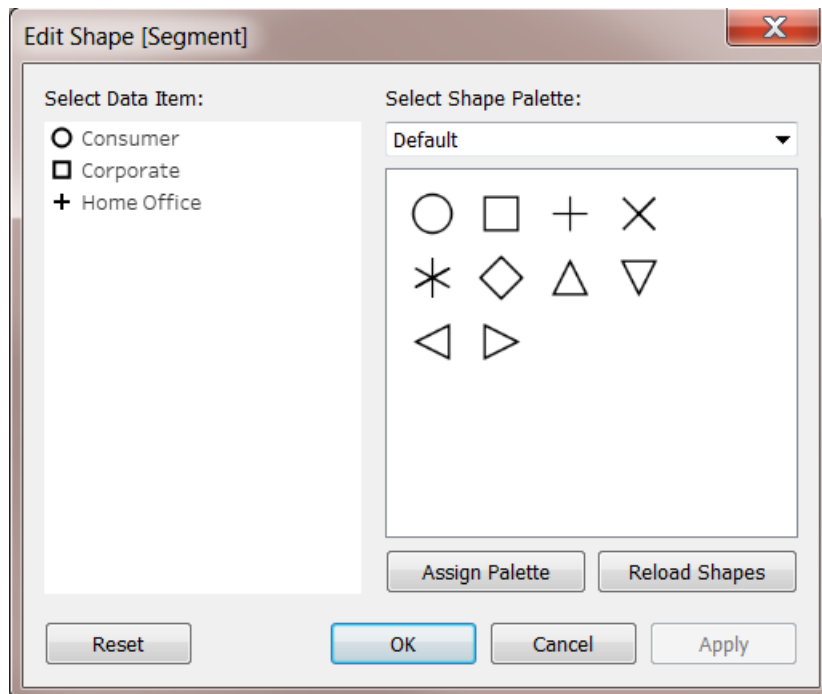 Edit Shape [Segment]
Select Data Item:
Consumer
Corporate
Home Office
Select Shape Palette:
Default
Assign Palette
Reload Shapes
Reset
OK
Cancel
Apply